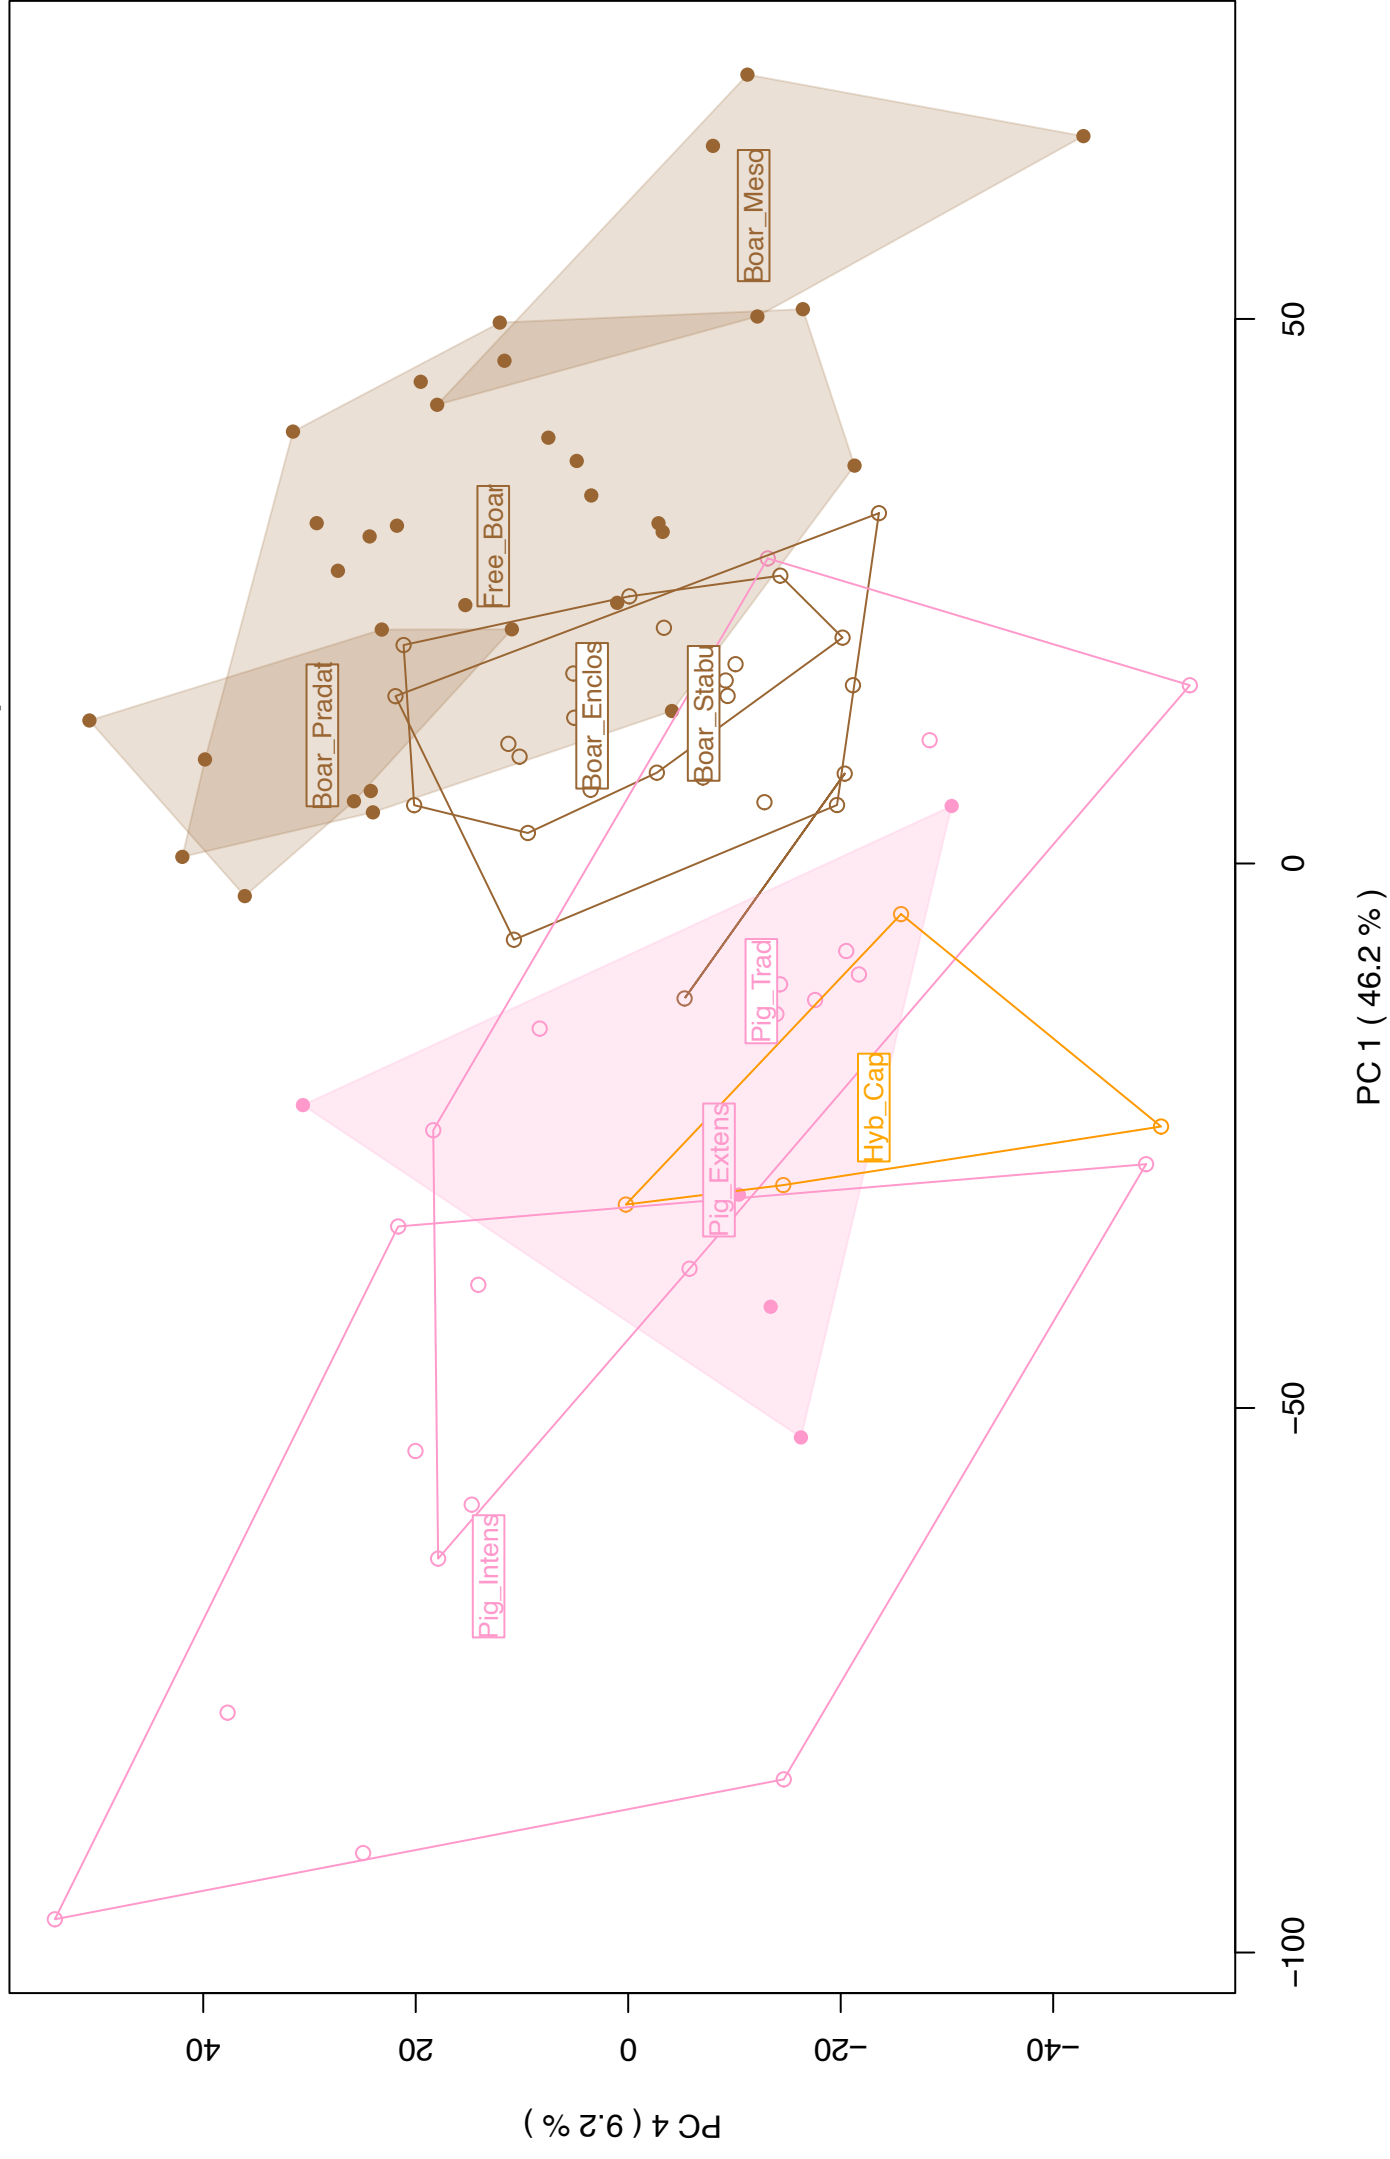 Boar_Meso
Free_Boar
Boar_Pradat
Boar_Enclos
Boar_Stabu
Pig_Trad
Hyb_Cap
Pig_Extens
Pig_Intens
50
0
−50
−100
PC 1 ( 46.2 % )
40
20
0
−20
−40
PC 4 ( 9.2 % )